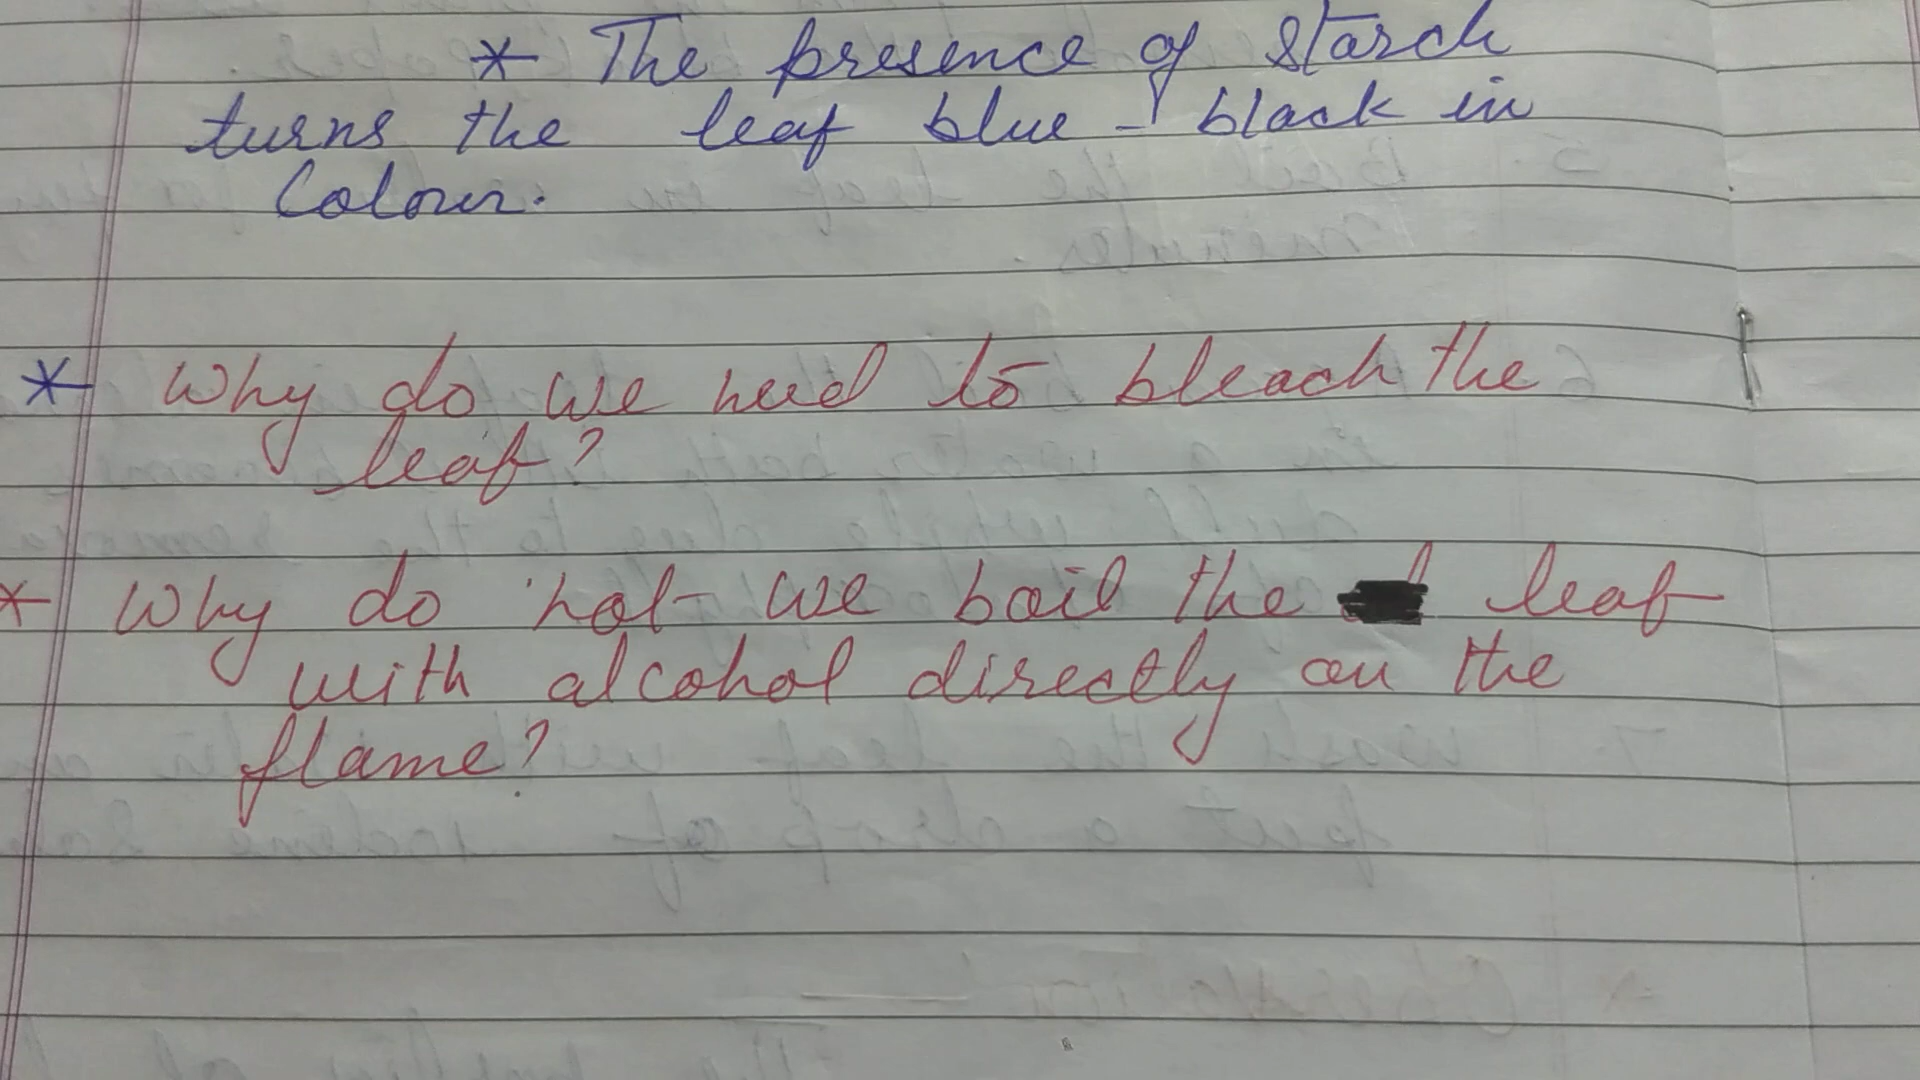 * The presence of starch
turns the leaf blue - black in
Colour.
* Why do we need to bleach the
leaf?
* Why do not we boil the leaf
with alcohol directly on the
flame?